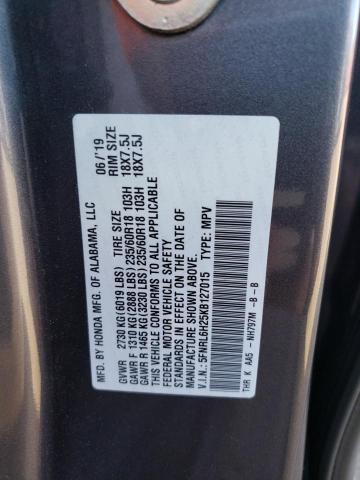 MFD. BY HONDA MFG. OF ALABAMA, LLC 06/'19
GVWR 2730 KG (6019 LBS) TIRE SIZE RIM SIZE
GAWR F 1310 KG (2888 LBS) 235/60R18 103H 18X7.5J
GAWR R 1465 KG (3230 LBS) 235/60R18 103H 18X7.5J
THIS VEHICLE CONFORMS TO ALL APPLICABLE
FEDERAL MOTOR VEHICLE SAFETY
STANDARDS IN EFFECT ON THE DATE OF
MANUFACTURE SHOWN ABOVE.
V.I.N.: 5FNRL6H25KB127015 TYPE: MPV
THR K AA5 - NH797M -B - B